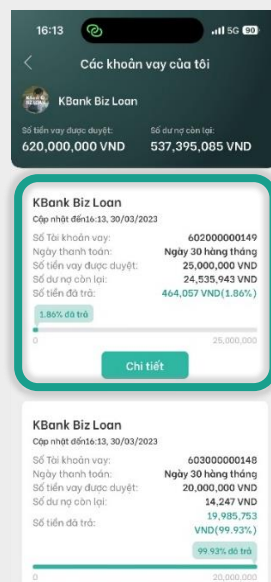 16:13
5G 90
Các khoản vay của tôi
KBank Biz Loan
Số tiền vay được duyệt: Số dư nợ còn lại:
620,000,000 VND 537,395,085 VND
KBank Biz Loan
Cập nhật đến16:13, 30/03/2023
Số Tài khoản vay: 602000000149
Ngày thanh toán: Ngày 30 hàng tháng
Số tiền vay được duyệt: 25,000,000 VND
Số dư nợ còn lại: 24,535,943 VND
Số tiền đã trả: 464,057 VND(1.86%)
1.86% đã trả
0 25,000,000
Chi tiết
KBank Biz Loan
Cập nhật đến16:13, 30/03/2023
Số Tài khoản vay: 603000000148
Ngày thanh toán: Ngày 30 hàng tháng
Số tiền vay được duyệt: 20,000,000 VND
Số dư nợ còn lại: 14,247 VND
Số tiền đã trả: 19,985,753
VND(99.93%)
99.93% đã trả
0 20,000,000